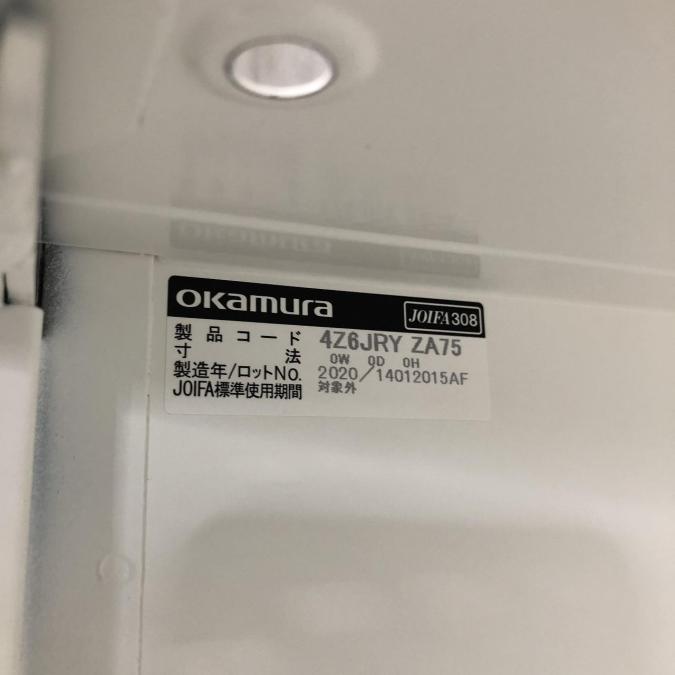 okamura
JOIFA308
製品コード 4Z6JRY ZA75
寸法 0W 0D 0H
製造年/ロットNo. 2020/14012015AF
JOIFA標準使用期間 対象外